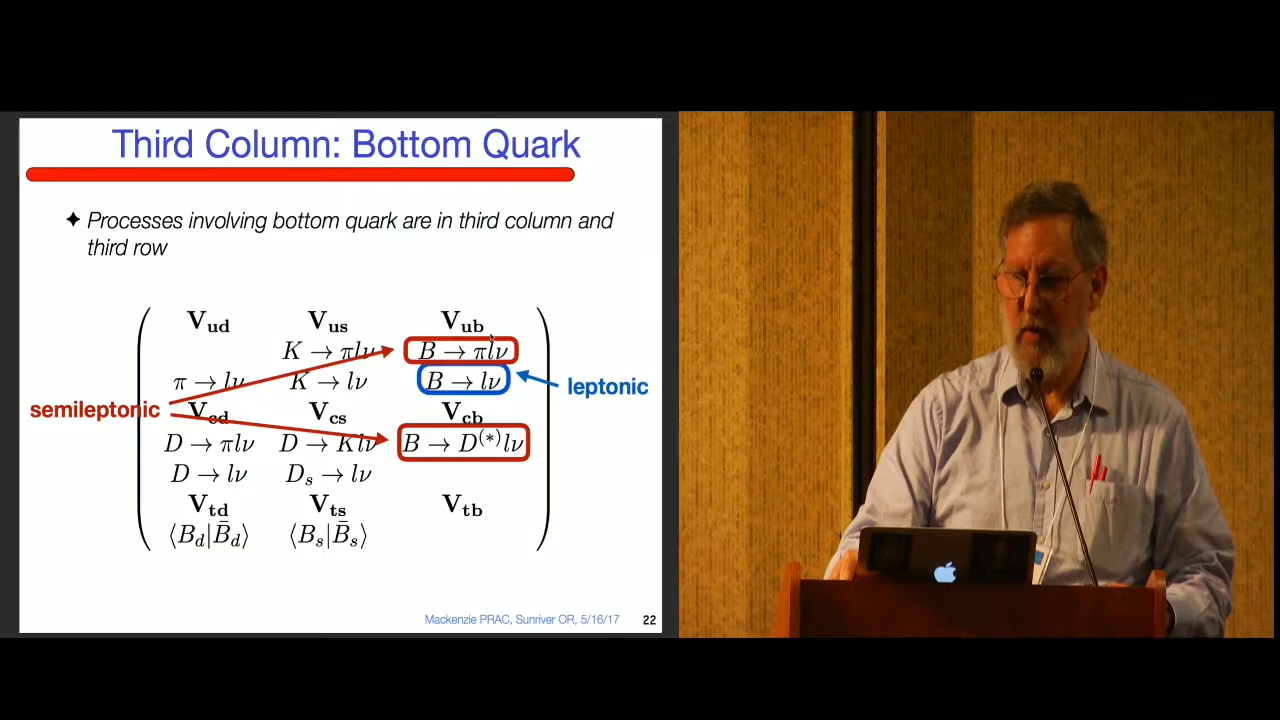 Third Column: Bottom Quark
✦ Processes involving bottom quark are in third column and
third row
V_ud V_us V_ub
K → πlν B → πlν
π → lν K → lν B → lν
leptonic
semileptonic
V_cd V_cs V_cb
D → πlν D → Klν B → D^(*)lν
D → lν D_s → lν
V_td V_ts V_tb
⟨B_d|B̄_d⟩ ⟨B_s|B̄_s⟩
Mackenzie PRAC, Sunriver OR, 5/16/17 22